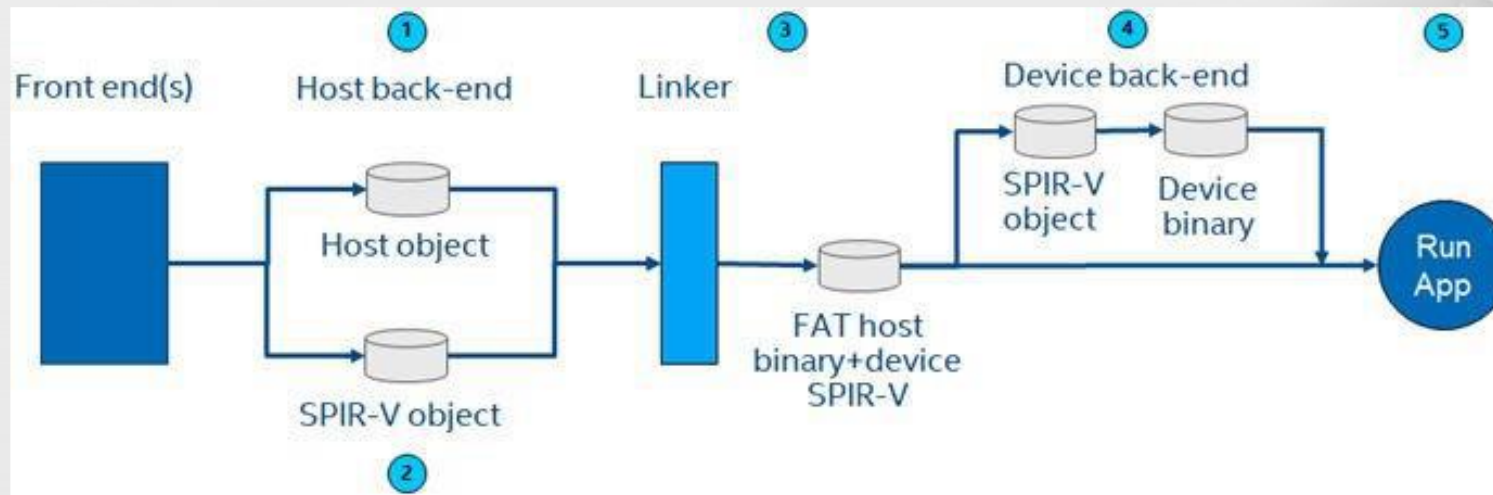 1
3
4
5
Front end(s)
Host back-end
Linker
Device back-end
SPIR-V
object
Device
binary
Host object
Run
App
FAT host
binary+device
SPIR-V
SPIR-V object
2